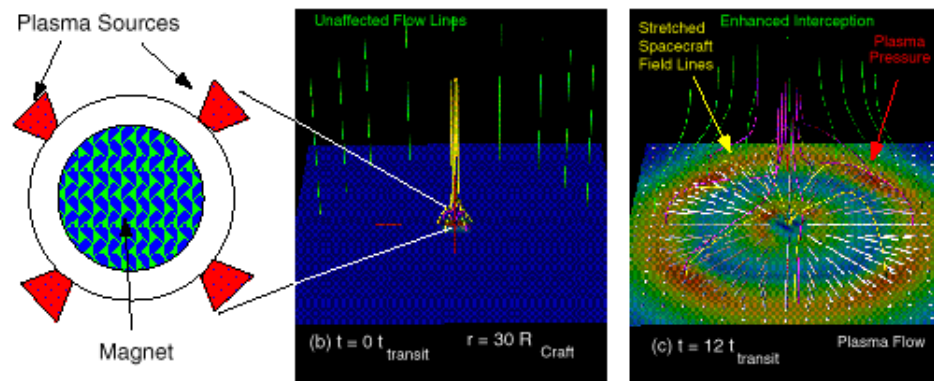 Plasma Sources
Magnet
Unaffected Flow Lines
(b) t = 0 t transit r = 30 R Craft
Enhanced Interception
Stretched
Spacecraft
Field Lines
Plasma
Pressure
(c) t = 12 t transit Plasma Flow